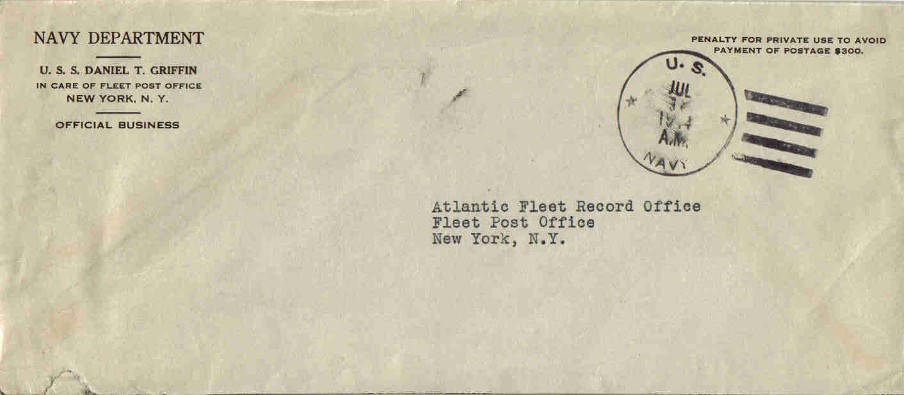 NAVY DEPARTMENT
U. S. S. DANIEL T. GRIFFIN
IN CARE OF FLEET POST OFFICE
NEW YORK, N. Y.
OFFICIAL BUSINESS
PENALTY FOR PRIVATE USE TO AVOID
PAYMENT OF POSTAGE $300.
U. S.
JUL
A.M.
NAVY
Atlantic Fleet Record Office
Fleet Post Office
New York, N.Y.